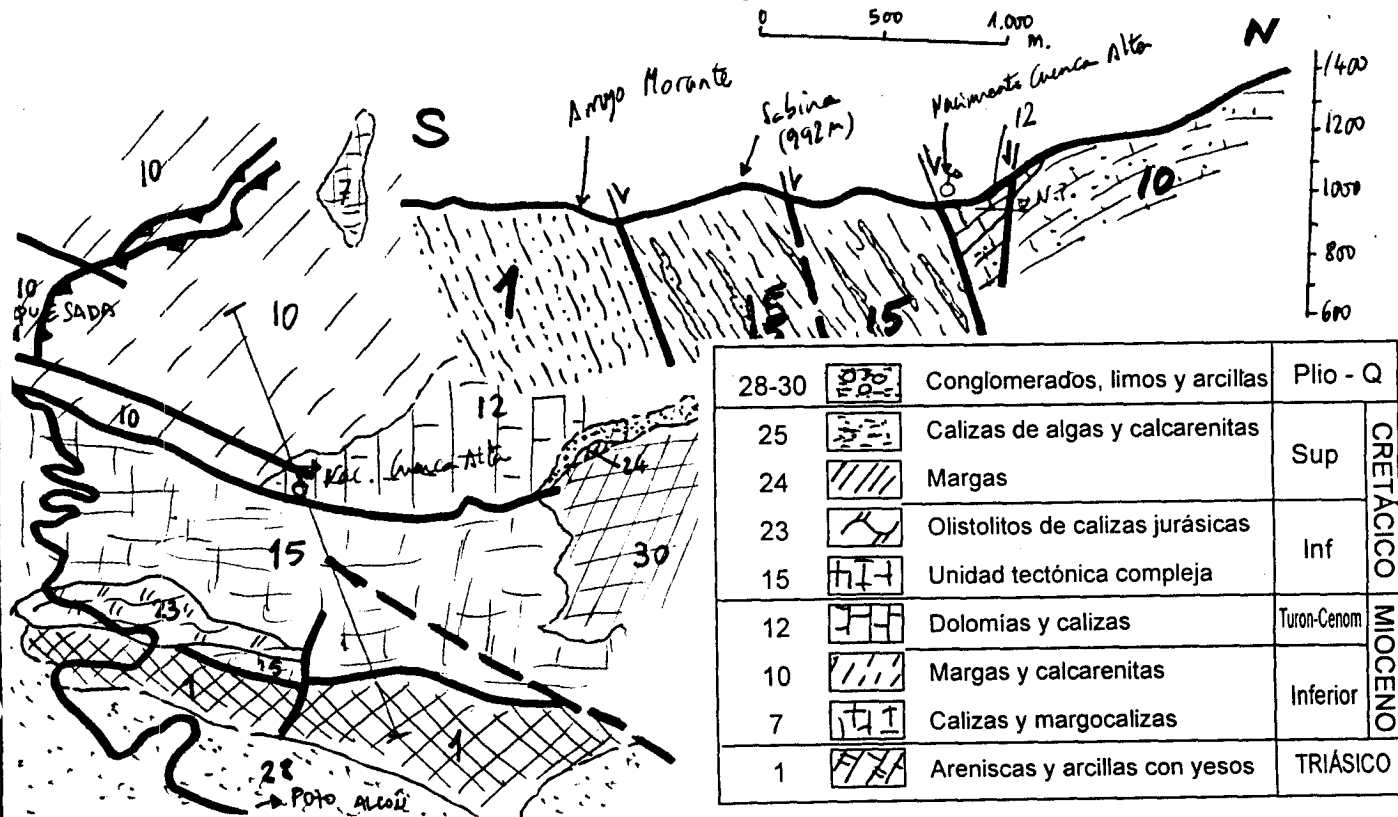 0 500 1.000
m.
N
S
Arroyo Morante
Sabina
(992 m)
Nacimiento Cuenca Alta
12
N.P.
10
1
15
15
1400
1200
1000
800
600
10
7
10
QUESADA
10
10
12
Nac. Cuenca Alta
24
15
30
23
15
1
1
28
POZO ALCON
28-30 Conglomerados, limos y arcillas Plio - Q
25 Calizas de algas y calcarenitas
Sup
24 Margas
23 Olistolitos de calizas jurásicas
Inf
15 Unidad tectónica compleja
CRETÁCICO
12 Dolomías y calizas Turon-Cenom
10 Margas y calcarenitas
Inferior
7 Calizas y margocalizas
MIOCENO
1 Areniscas y arcillas con yesos TRIÁSICO